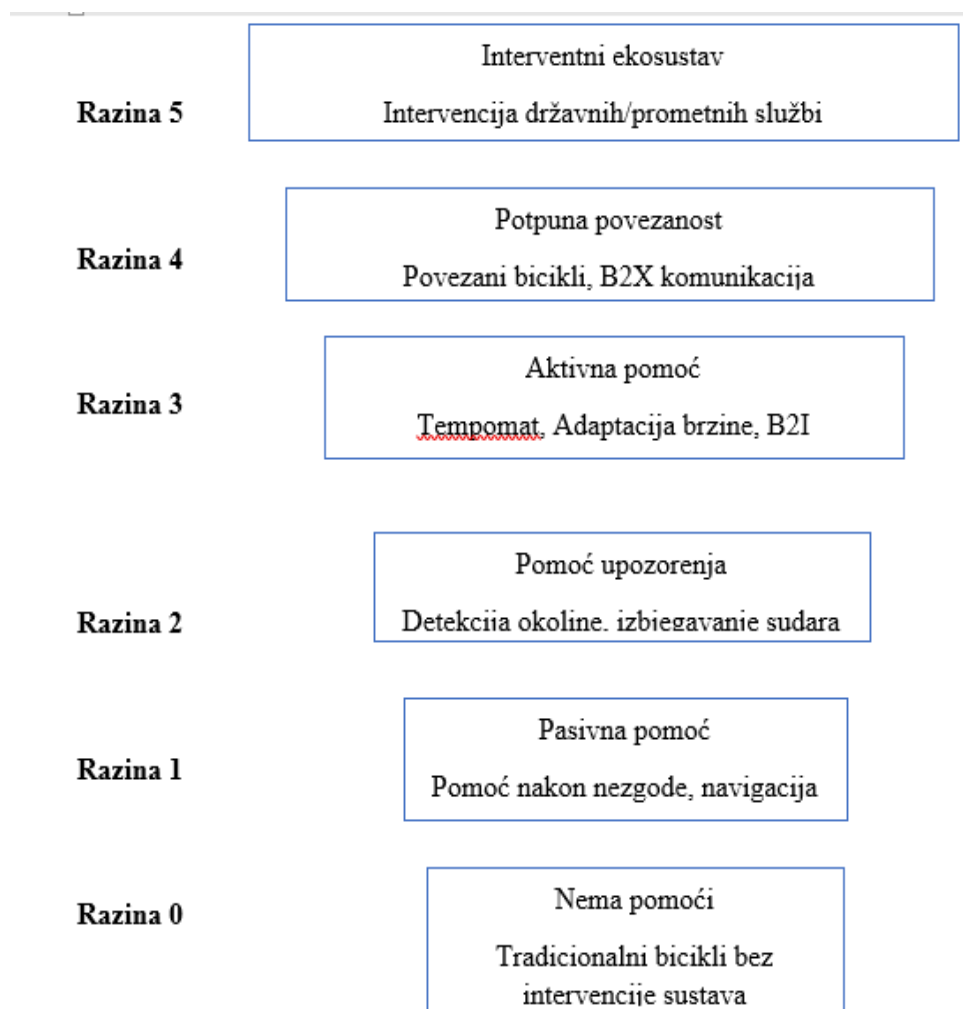 Interventni ekosustav
Razina 5
Intervencija državnih/prometnih službi
Potpuna povezanost
Razina 4
Povezani bicikli, B2X komunikacija
Aktivna pomoć
Razina 3
Tempomat, Adaptacija brzine, B2I
Pomoć upozorenja
Razina 2
Detekcija okoline, izbjegavanje sudara
Pasivna pomoć
Razina 1
Pomoć nakon nezgode, navigacija
Nema pomoći
Razina 0
Tradicionalni bicikli bez
intervencije sustava